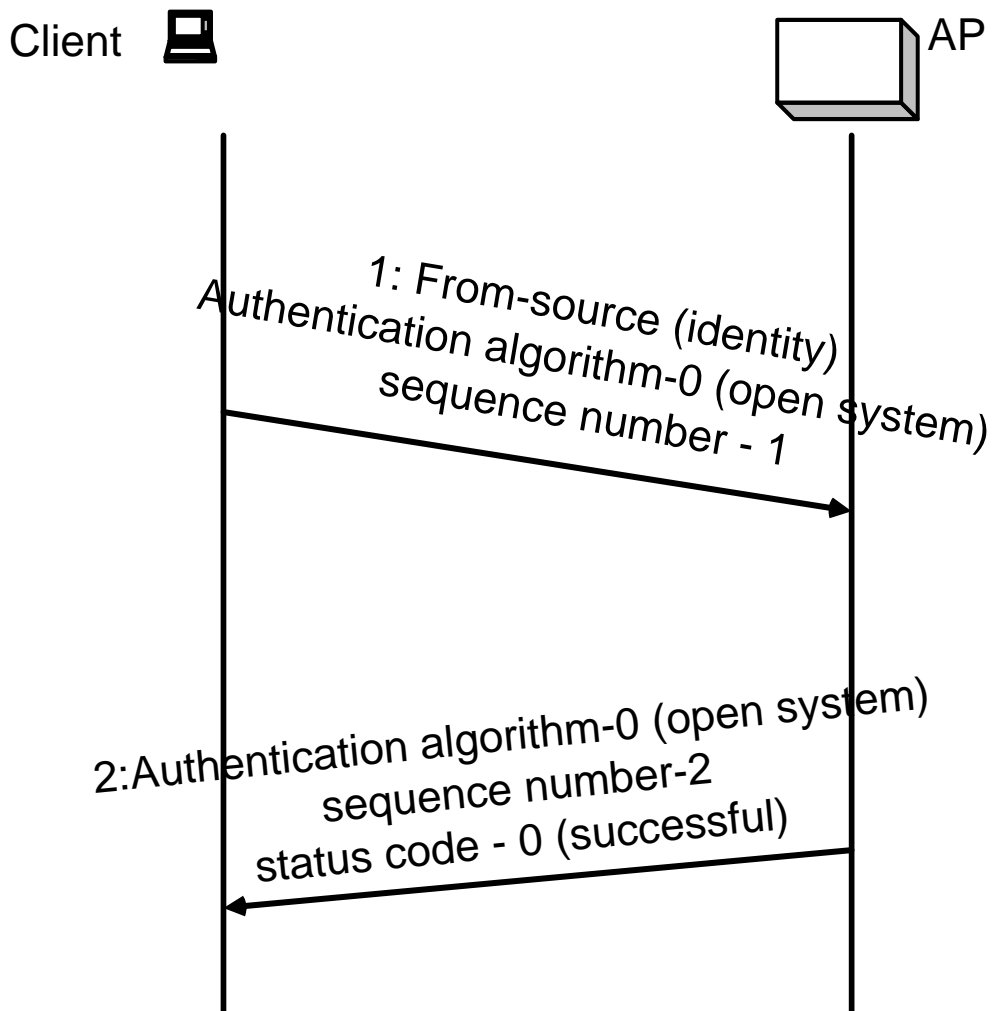 Client
AP
1: From-source (identity)
Authentication algorithm-0 (open system)
sequence number - 1
2:Authentication algorithm-0 (open system)
sequence number-2
status code - 0 (successful)